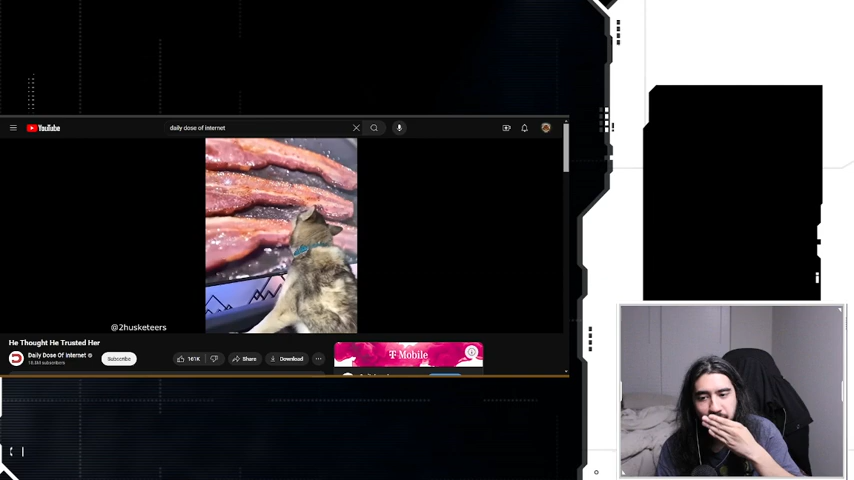 YouTube
daily dose of internet
@2husketeers
He Thought He Trusted Her
Daily Dose Of Internet
Subscribe
161K
Share
Download
T Mobile